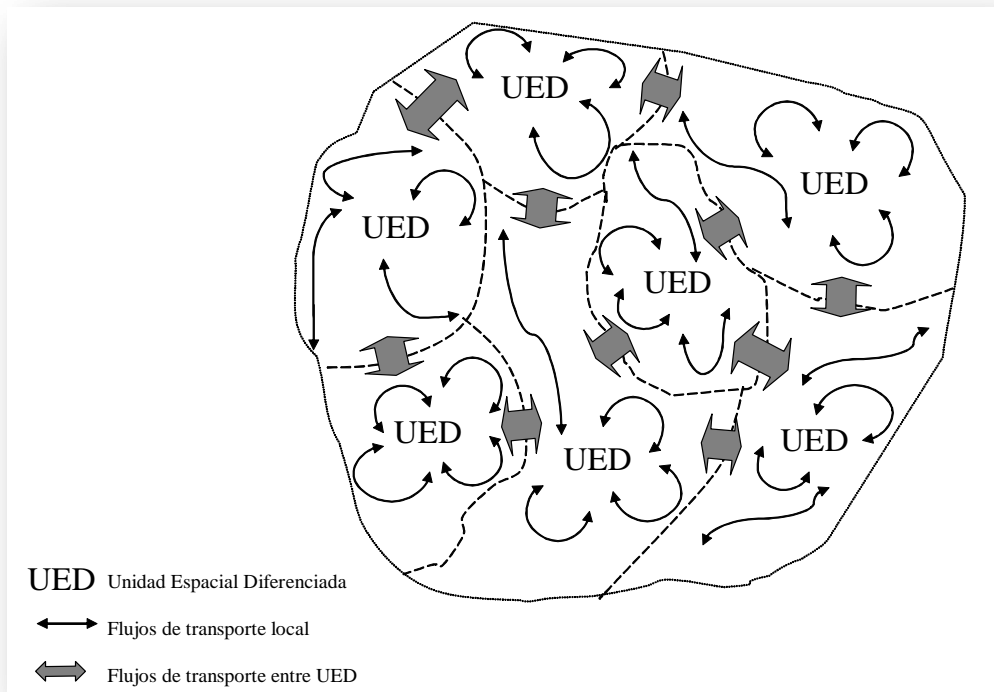 UED
UED
UED
UED
UED
UED
UED
UED Unidad Espacial Diferenciada
Flujos de transporte local
Flujos de transporte entre UED